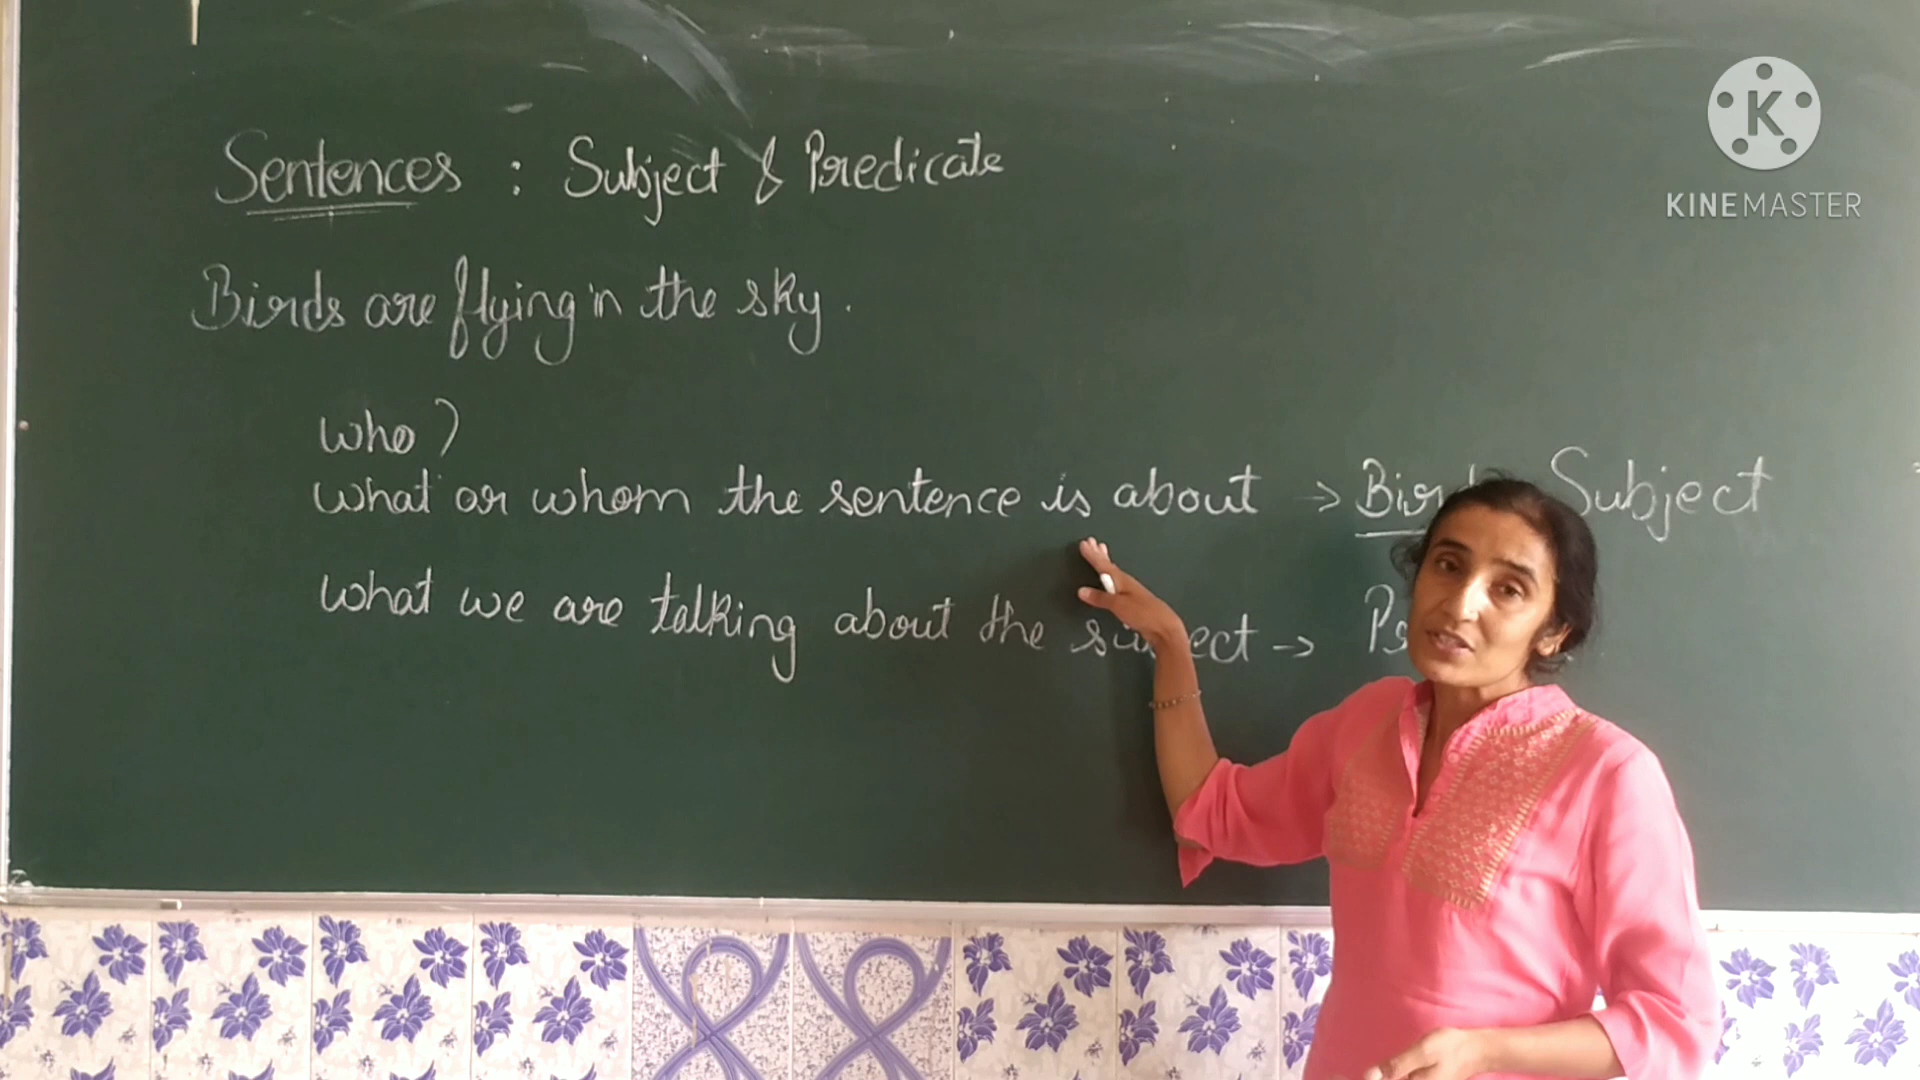 Sentences : Subject & Predicate
Birds are flying in the sky.
who?
what or whom the sentence is about → Subject
what we are talking about the subject →
K
KINEMASTER